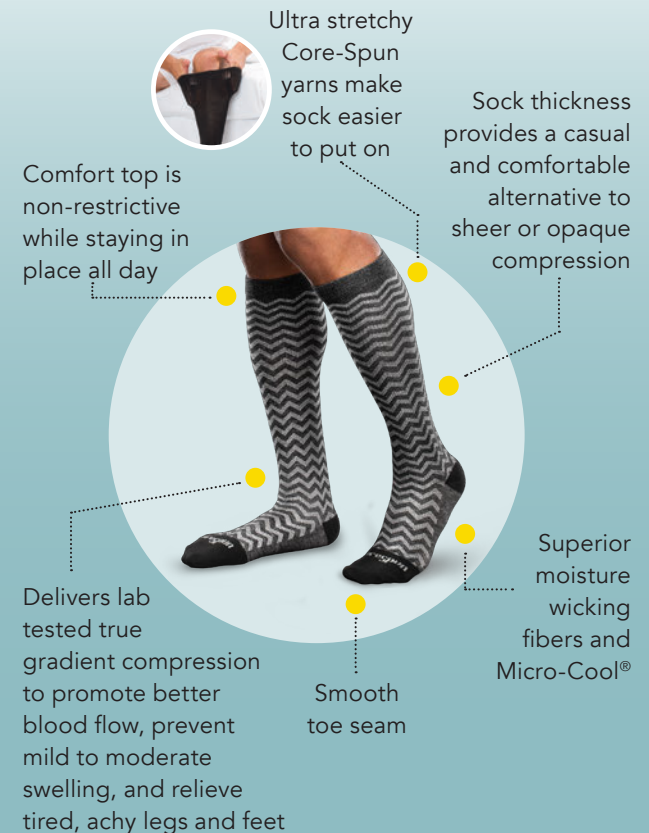 Ultra stretchy
Core-Spun
yarns make
sock easier
to put on
Sock thickness
provides a casual
and comfortable
alternative to
sheer or opaque
compression
Comfort top is
non-restrictive
while staying in
place all day
Delivers lab
tested true
gradient compression
to promote better
blood flow, prevent
mild to moderate
swelling, and relieve
tired, achy legs and feet
Smooth
toe seam
Superior
moisture
wicking
fibers and
Micro-Cool®